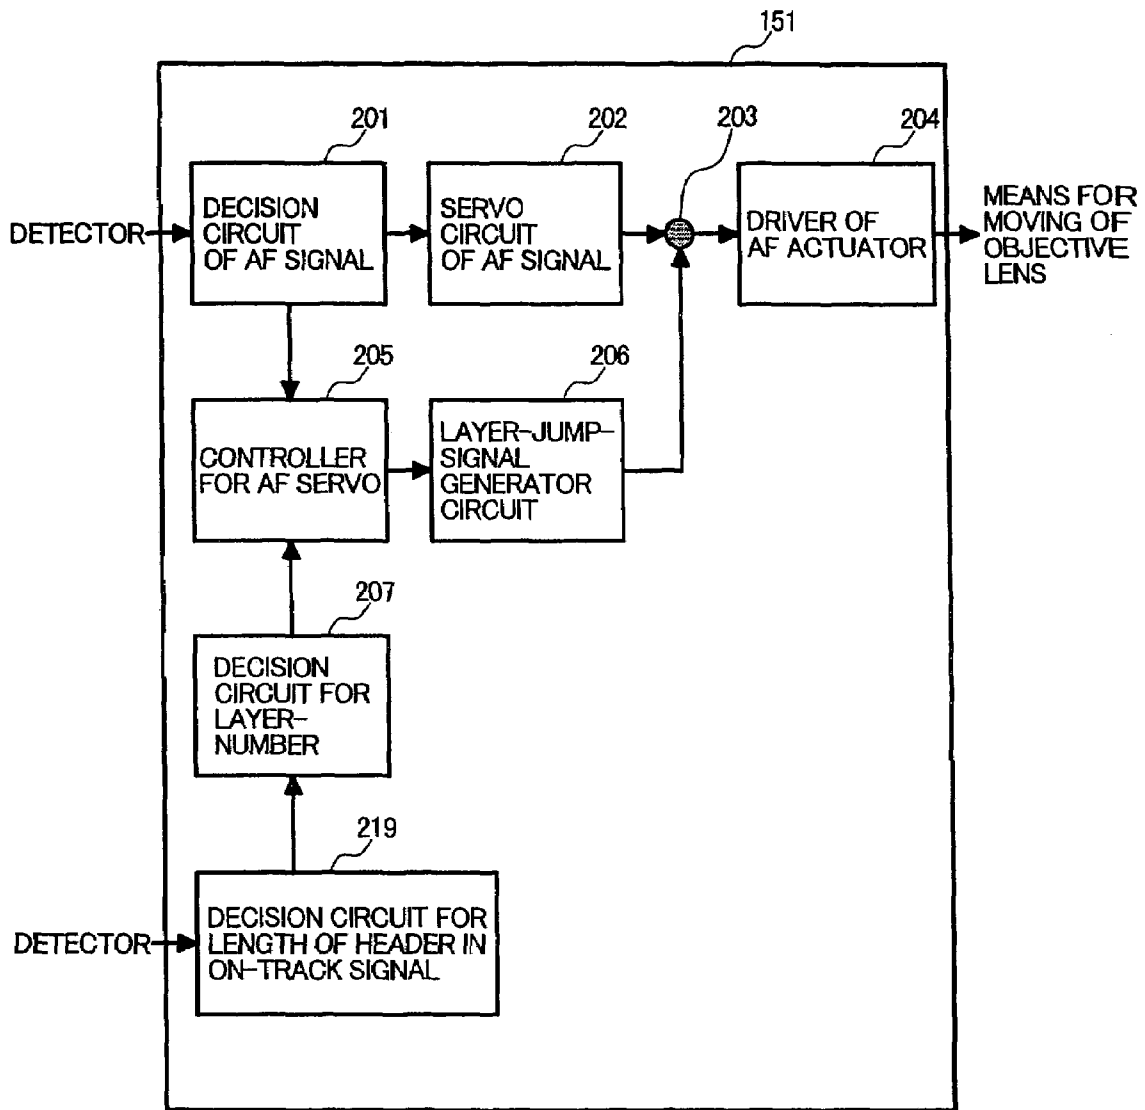 151
201
202
203
204
DETECTOR
DECISION
CIRCUIT
OF AF SIGNAL
SERVO
CIRCUIT
OF AF SIGNAL
DRIVER OF
AF ACTUATOR
MEANS FOR
MOVING OF
OBJECTIVE
LENS
205
206
CONTROLLER
FOR AF SERVO
LAYER-JUMP-
SIGNAL
GENERATOR
CIRCUIT
207
DECISION
CIRCUIT FOR
LAYER-
NUMBER
219
DETECTOR
DECISION CIRCUIT FOR
LENGTH OF HEADER IN
ON-TRACK SIGNAL